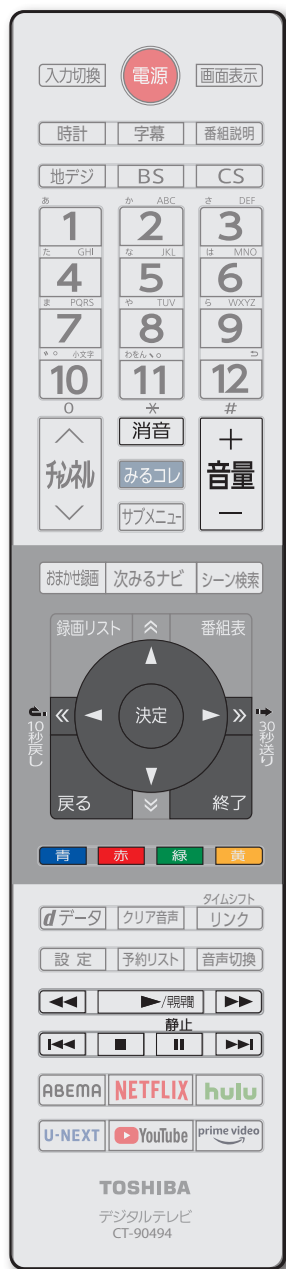 入力切換 電源 画面表示
時計 字幕 番組説明
地デジ BS CS
あ か ABC さ DEF
1 2 3
た GHI な JKL は MNO
4 5 6
ま PQRS や TUV ら WXYZ
7 8 9
小文字 わをん、。
10 11 12
0 * #
消音 +
チャンネル みるコレ 音量
サブメニュー −
おまかせ録画 次みるナビ シーン検索
録画リスト 番組表
10秒戻し 決定 30秒送り
戻る 終了
青 赤 緑 黄
タイムシフト
dデータ クリア音声 リンク
設定 予約リスト 音声切換
/早見早聞
静止
ABEMA NETFLIX hulu
U-NEXT YouTube prime video
TOSHIBA
デジタルテレビ
CT-90494